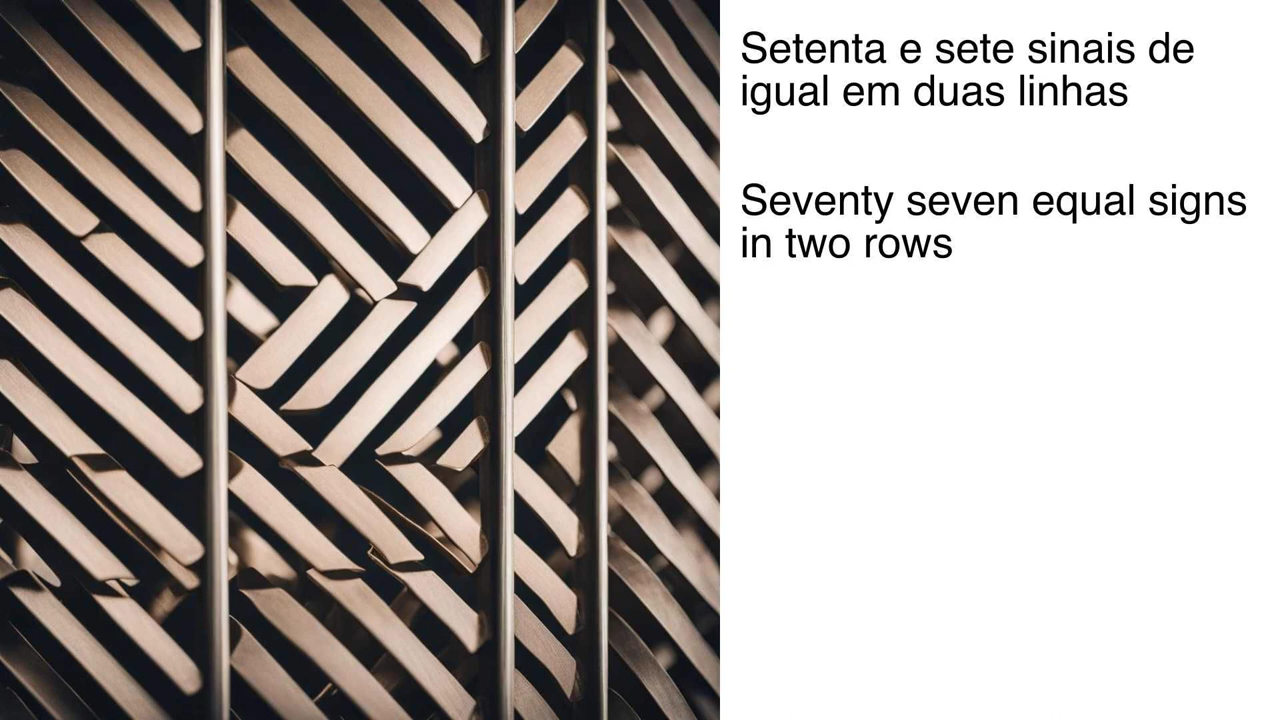 Setenta e sete sinais de
igual em duas linhas
Seventy seven equal signs
in two rows